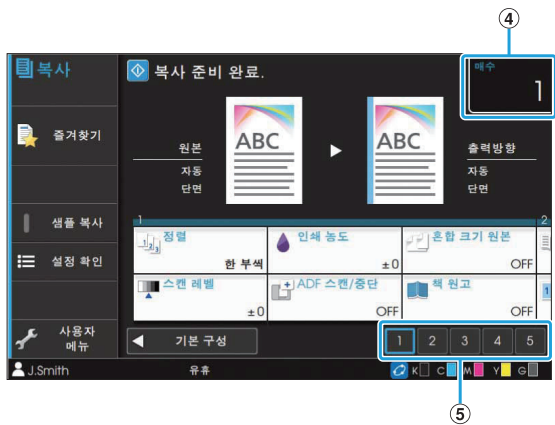 ④
복사
복사 준비 완료.
매수
1
즐겨찾기
원본
자동
단면
ABC
ABC
출력방향
자동
단면
샘플 복사
설정 확인
사용자
메뉴
1
2
정렬
한 부씩
인쇄 농도
±0
혼합 크기 원본
OFF
스캔 레벨
±0
ADF 스캔/중단
OFF
책 원고
OFF
1
기본 구성
1 2 3 4 5
J.Smith
유휴
K C M Y G
⑤